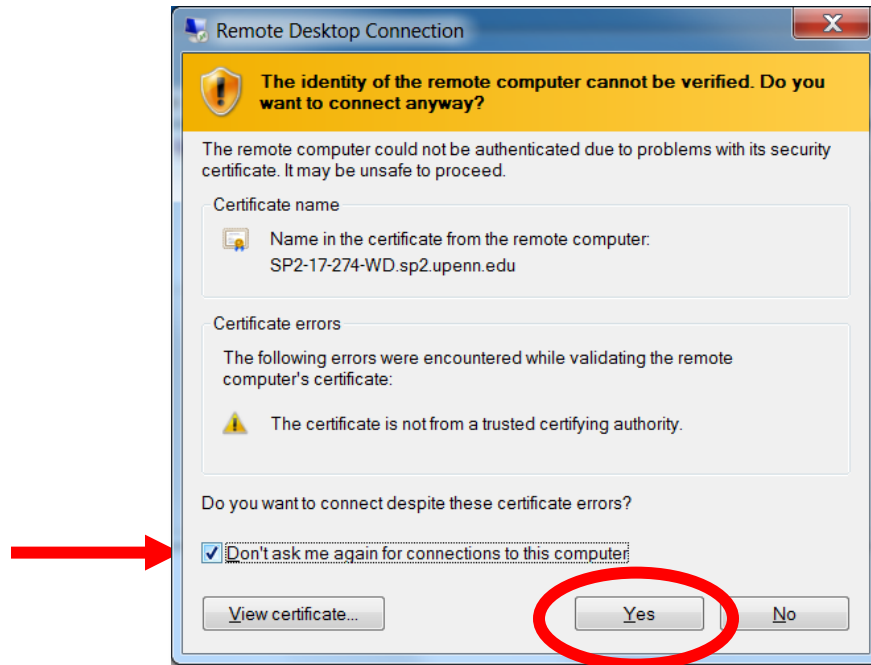 Remote Desktop Connection
The identity of the remote computer cannot be verified. Do you
want to connect anyway?
The remote computer could not be authenticated due to problems with its security
certificate. It may be unsafe to proceed.
Certificate name
Name in the certificate from the remote computer:
SP2-17-274-WD.sp2.upenn.edu
Certificate errors
The following errors were encountered while validating the remote
computer's certificate:
The certificate is not from a trusted certifying authority.
Do you want to connect despite these certificate errors?
Don't ask me again for connections to this computer
View certificate... Yes No